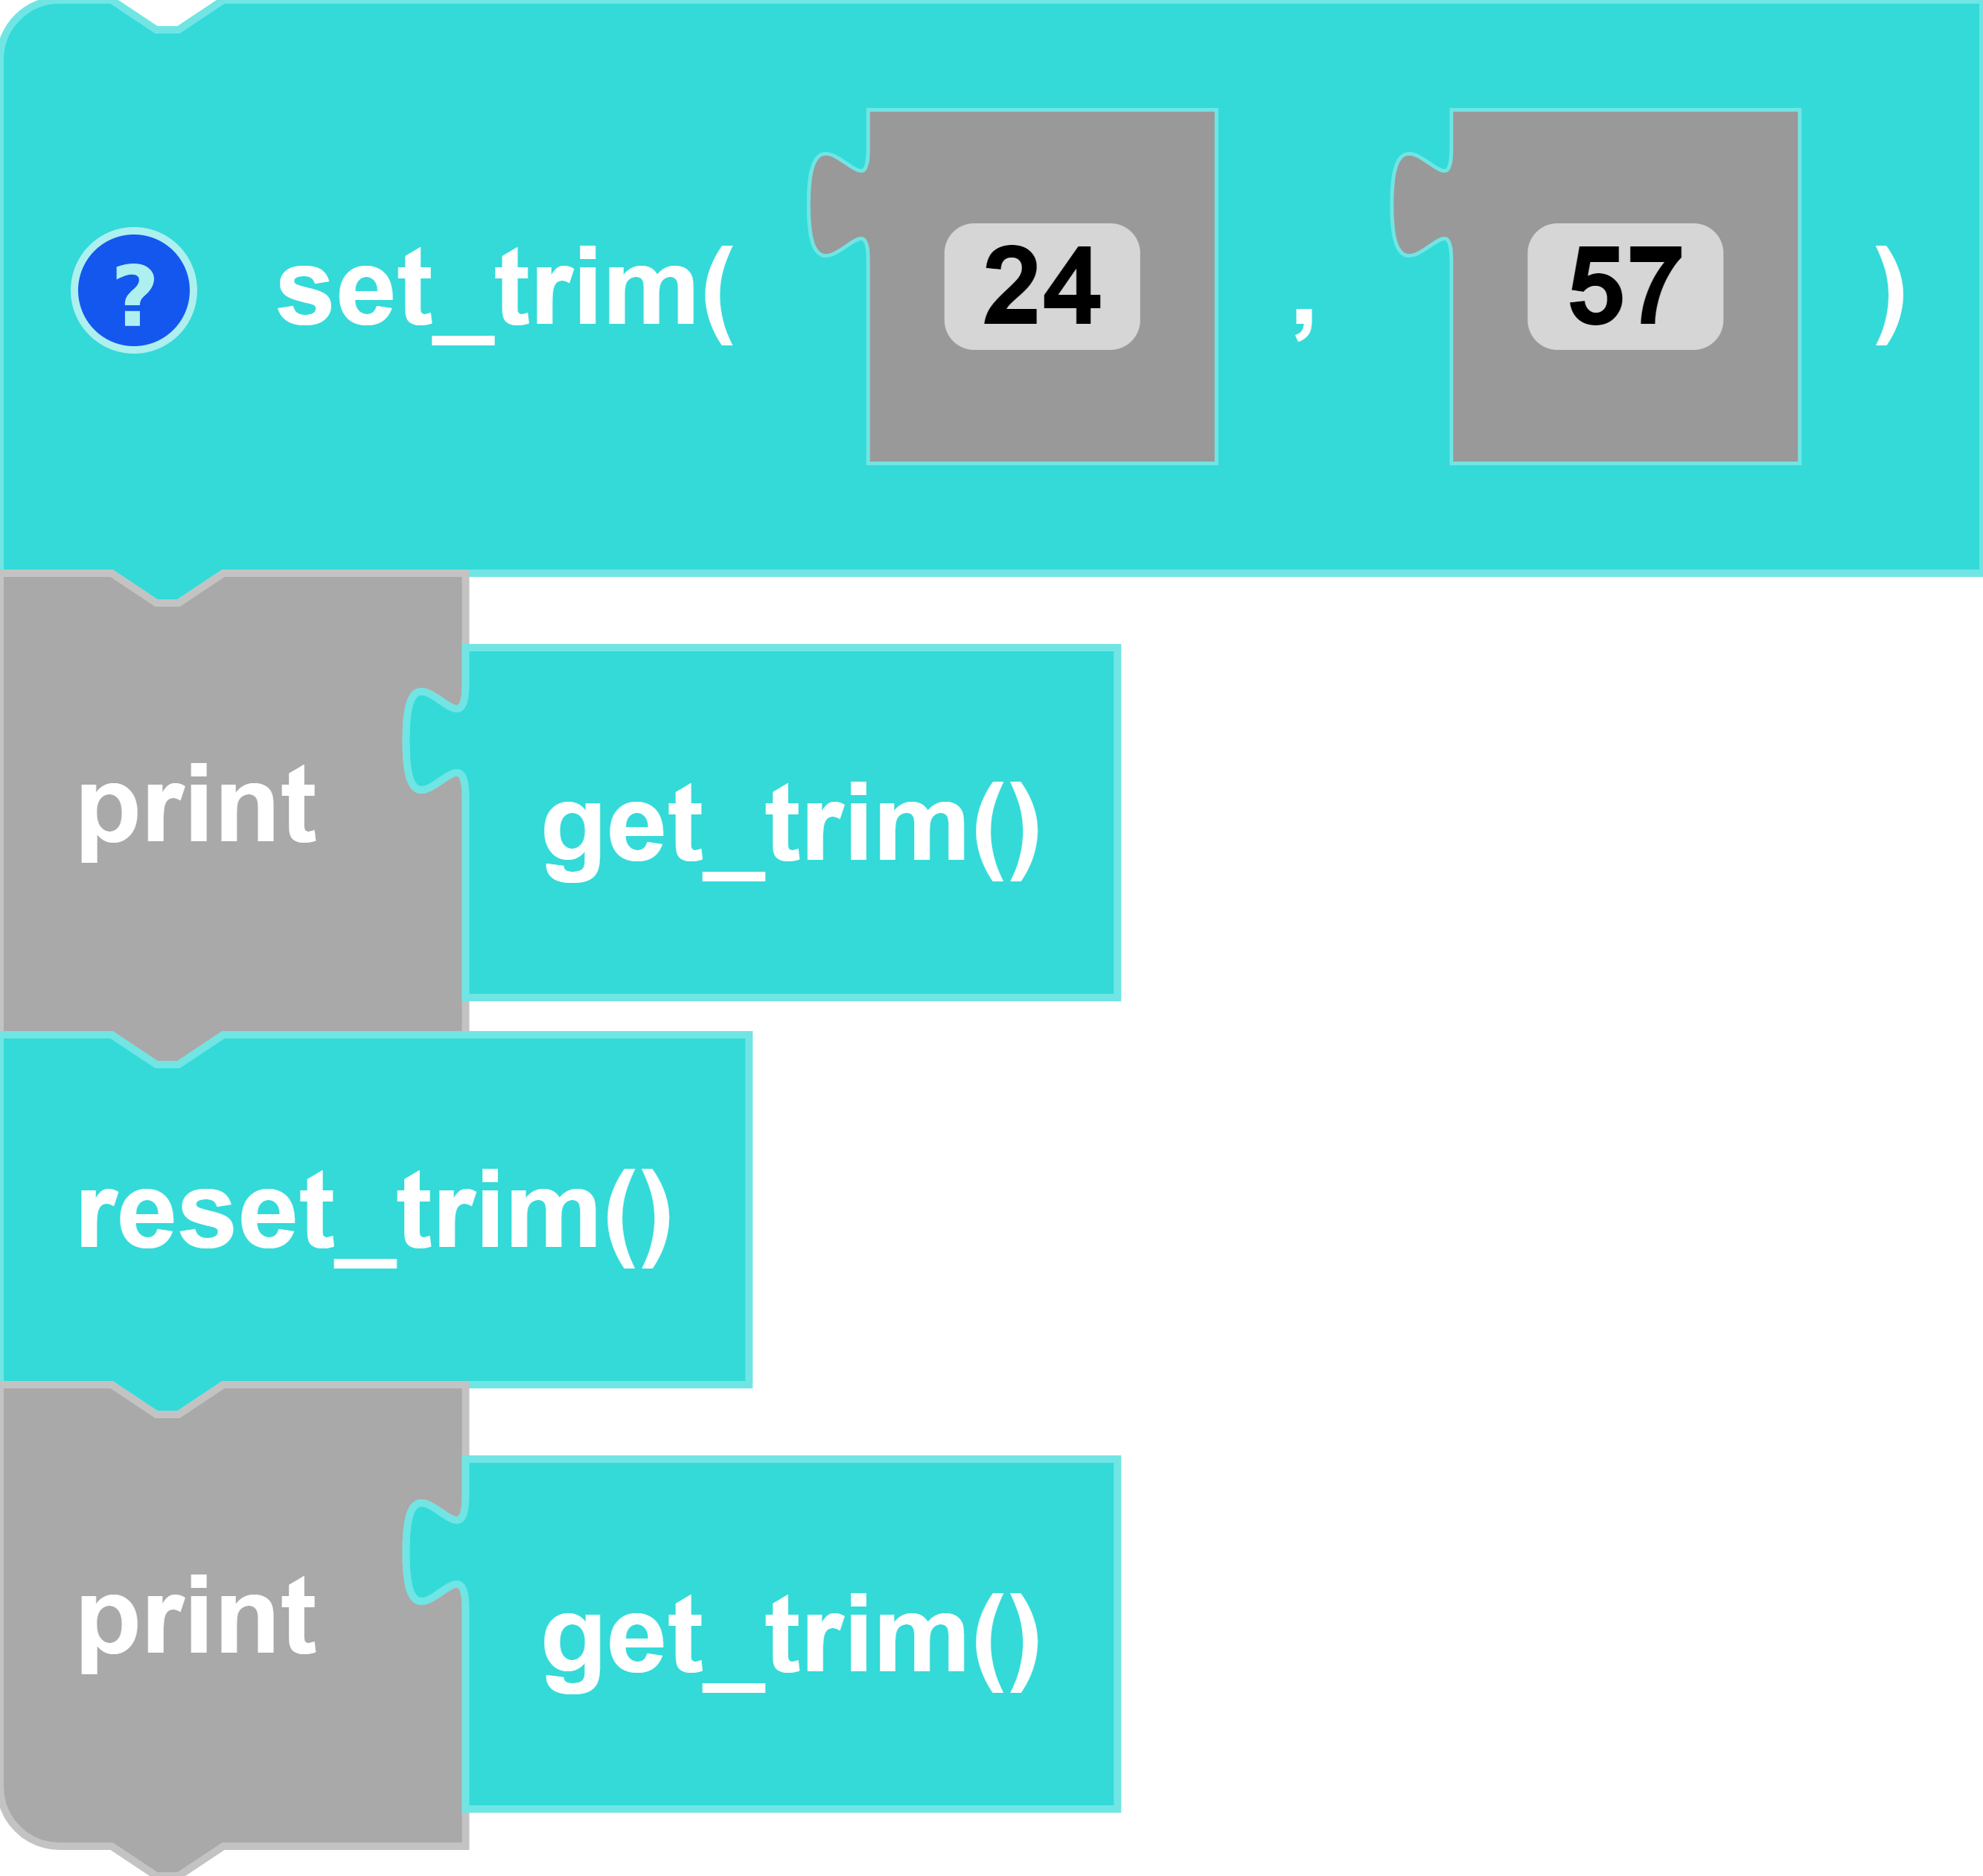 ? set_trim( 24 , 57 )
print get_trim()
reset_trim()
print get_trim()